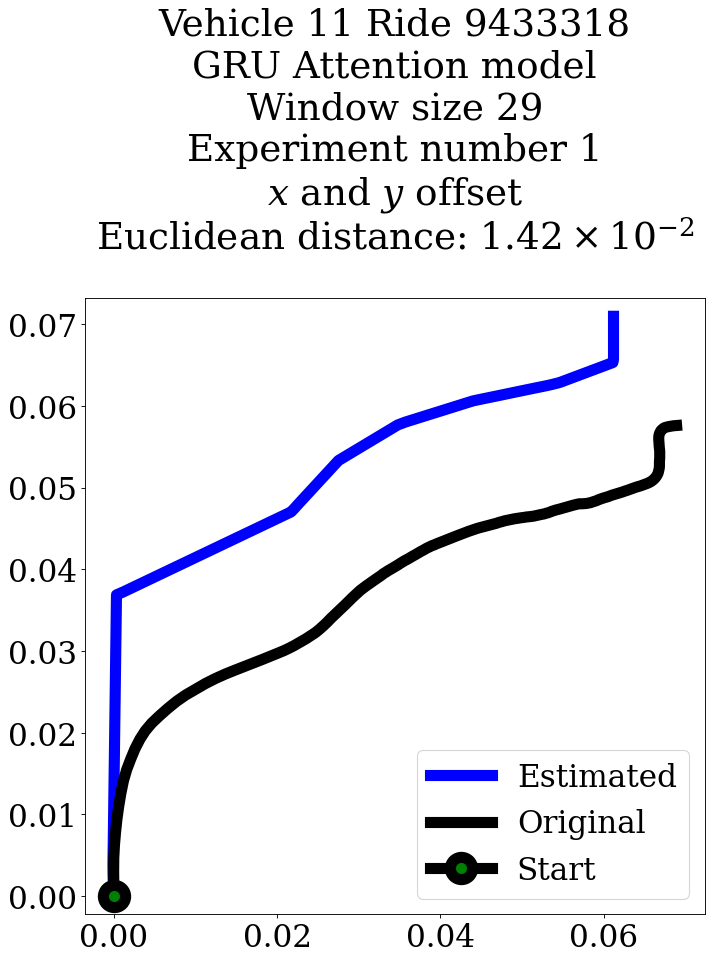 Vehicle 11 Ride 9433318
GRU Attention model
Window size 29
Experiment number 1
x and y offset
Euclidean distance: 1.42 × 10⁻²
0.07
0.06
0.05
0.04
0.03
0.02
0.01
0.00
Estimated
Original
Start
0.00 0.02 0.04 0.06